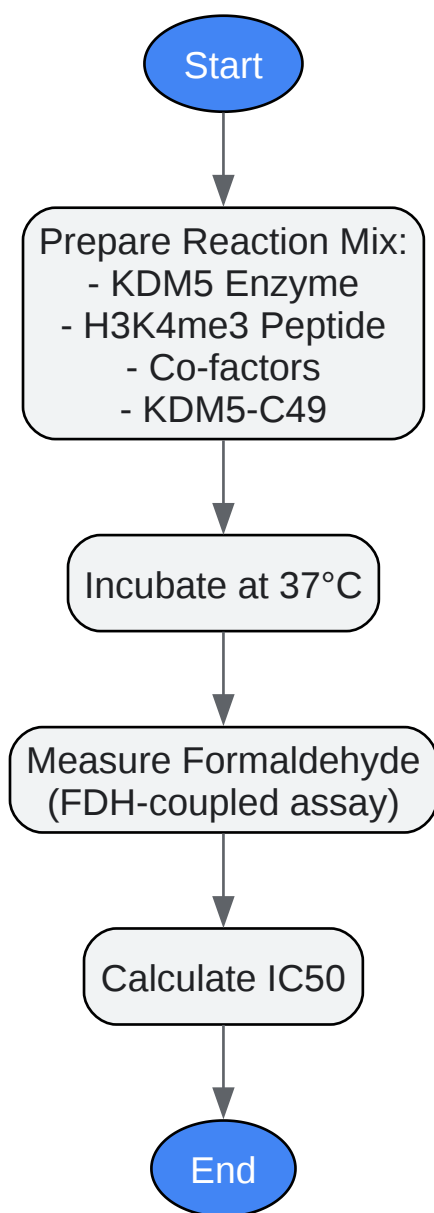 Start
Prepare Reaction Mix:
- KDM5 Enzyme
- H3K4me3 Peptide
- Co-factors
- KDM5-C49
Incubate at 37°C
Measure Formaldehyde
(FDH-coupled assay)
Calculate IC50
End